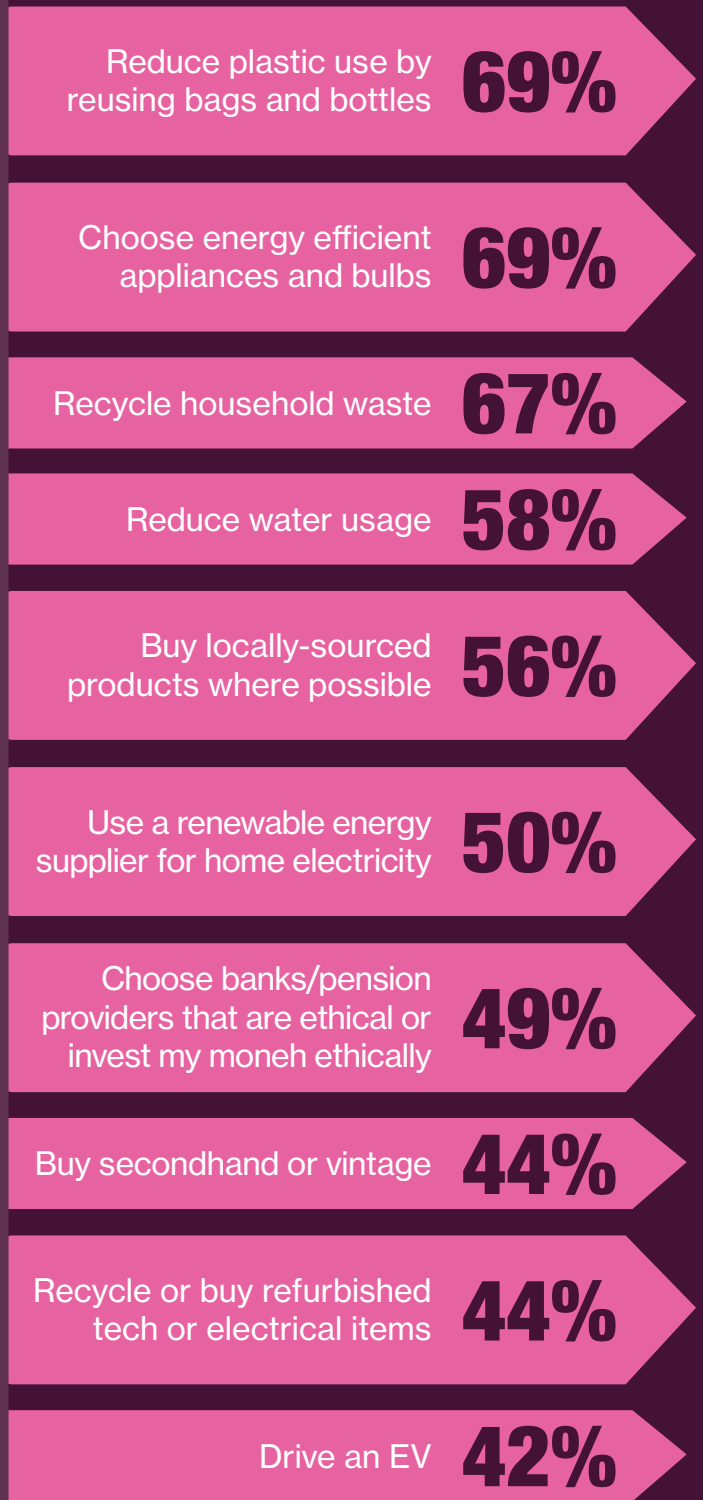 Reduce plastic use by
reusing bags and bottles
69%
Choose energy efficient
appliances and bulbs
69%
Recycle household waste
67%
Reduce water usage
58%
Buy locally-sourced
products where possible
56%
Use a renewable energy
supplier for home electricity
50%
Choose banks/pension
providers that are ethical or
invest my moneh ethically
49%
Buy secondhand or vintage
44%
Recycle or buy refurbished
tech or electrical items
44%
Drive an EV
42%